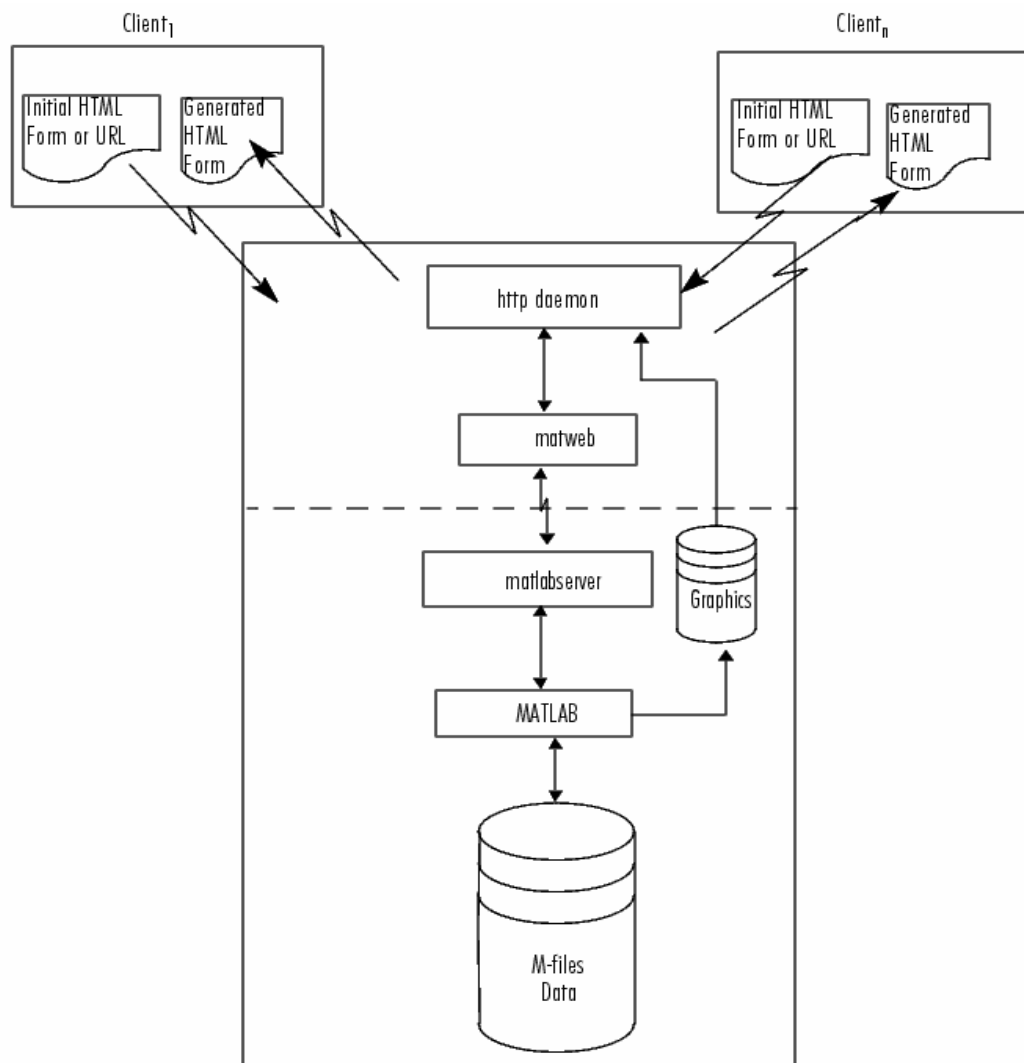 Client1
Clientn
Initial HTML
Form or URL
Generated
HTML
Form
Initial HTML
Form or URL
Generated
HTML
Form
http daemon
matweb
matlabserver
Graphics
MATLAB
M-files
Data